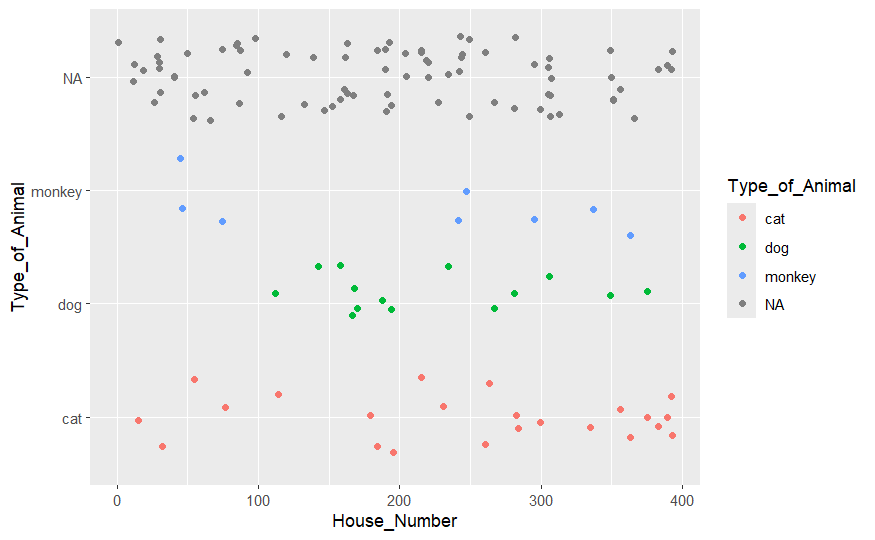 NA
monkey
dog
cat
Type_of_Animal
0 100 200 300 400
House_Number
Type_of_Animal
cat
dog
monkey
NA